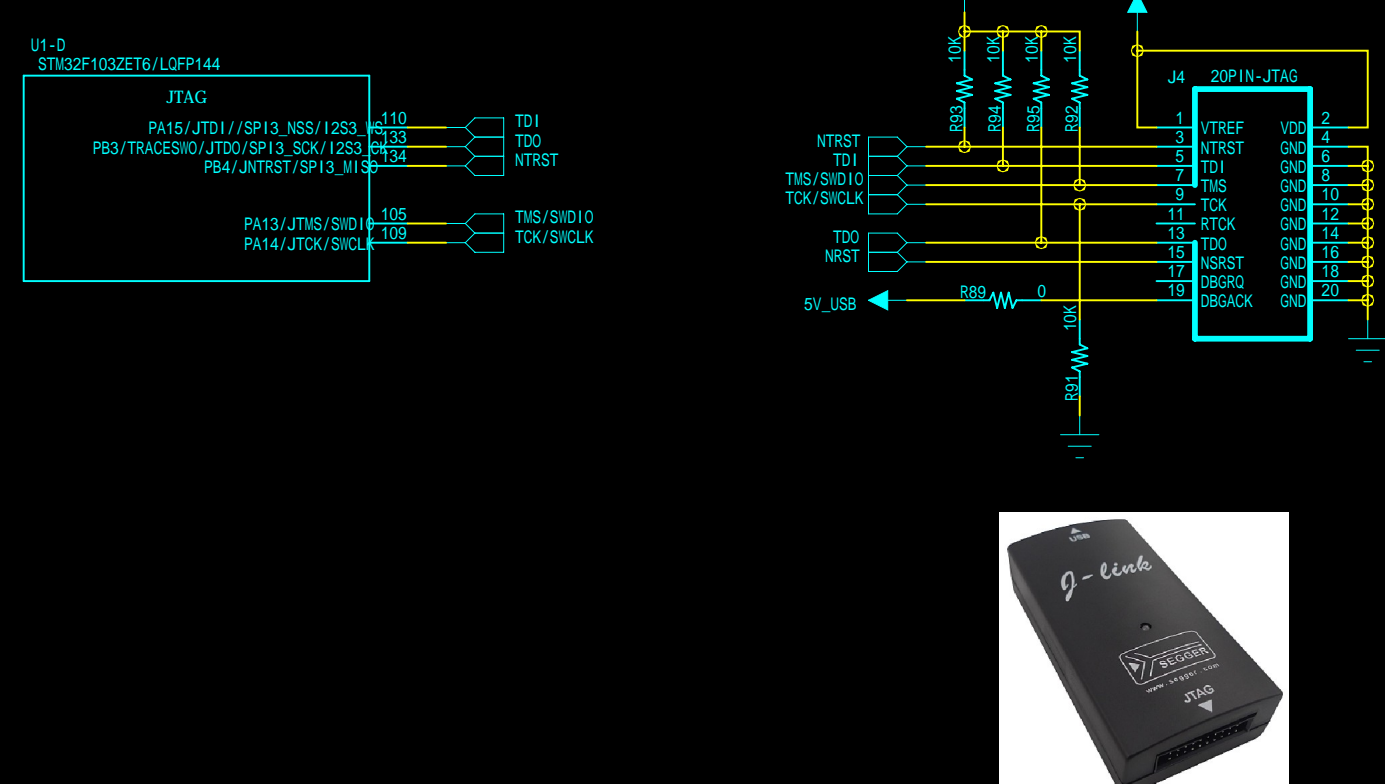 U1-D
STM32F103ZET6/LQFP144
JTAG
PA15/JTDI//SPI3_NSS/I2S3_WS
110
TDI
PB3/TRACESWO/JTDO/SPI3_SCK/I2S3_CK
133
TDO
PB4/JNTRST/SPI3_MISO
134
NTRST
PA13/JTMS/SWDIO
105
TMS/SWDIO
PA14/JTCK/SWCLK
109
TCK/SWCLK
10K
10K
10K
10K
R93
R94
R95
R92
J4
20PIN-JTAG
1
VTREF
VDD
2
NTRST
3
NTRST
GND
4
TDI
5
TDI
GND
6
TMS/SWDIO
7
TMS
GND
8
TCK/SWCLK
9
TCK
GND
10
11
RTCK
GND
12
TDO
13
TDO
GND
14
NRST
15
NSRST
GND
16
17
DBGRQ
GND
18
5V_USB
R89
0
19
DBGACK
GND
20
10K
R91
USB
J-link
SEGGER
www.segger.com
JTAG